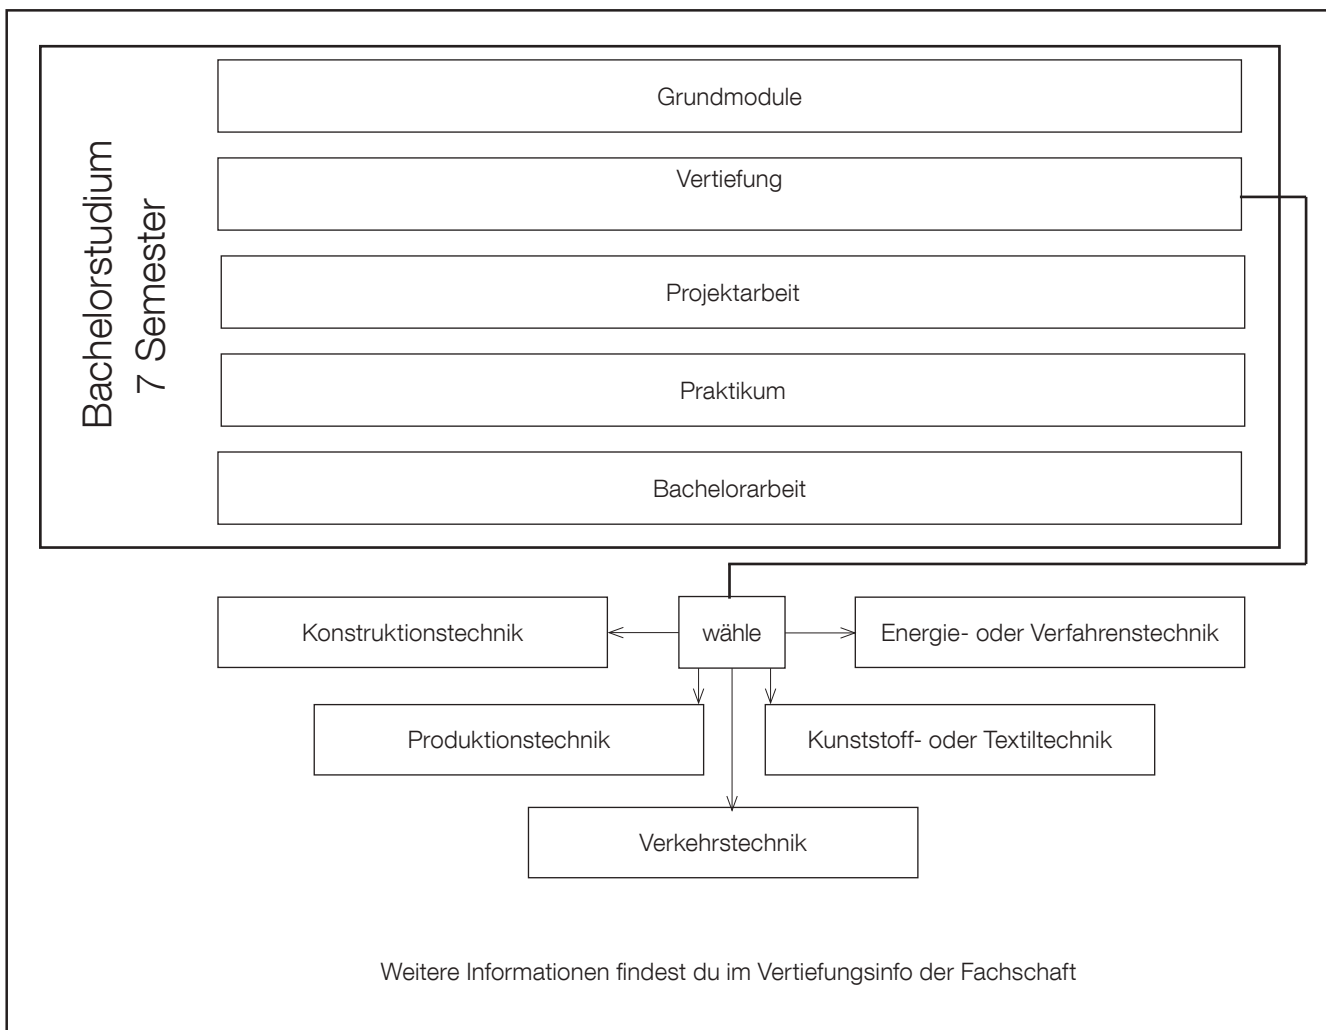 Bachelorstudium
7 Semester
Grundmodule
Vertiefung
Projektarbeit
Praktikum
Bachelorarbeit
Konstruktionstechnik
wähle
Energie- oder Verfahrenstechnik
Produktionstechnik
Kunststoff- oder Textiltechnik
Verkehrstechnik
Weitere Informationen findest du im Vertiefungsinfo der Fachschaft